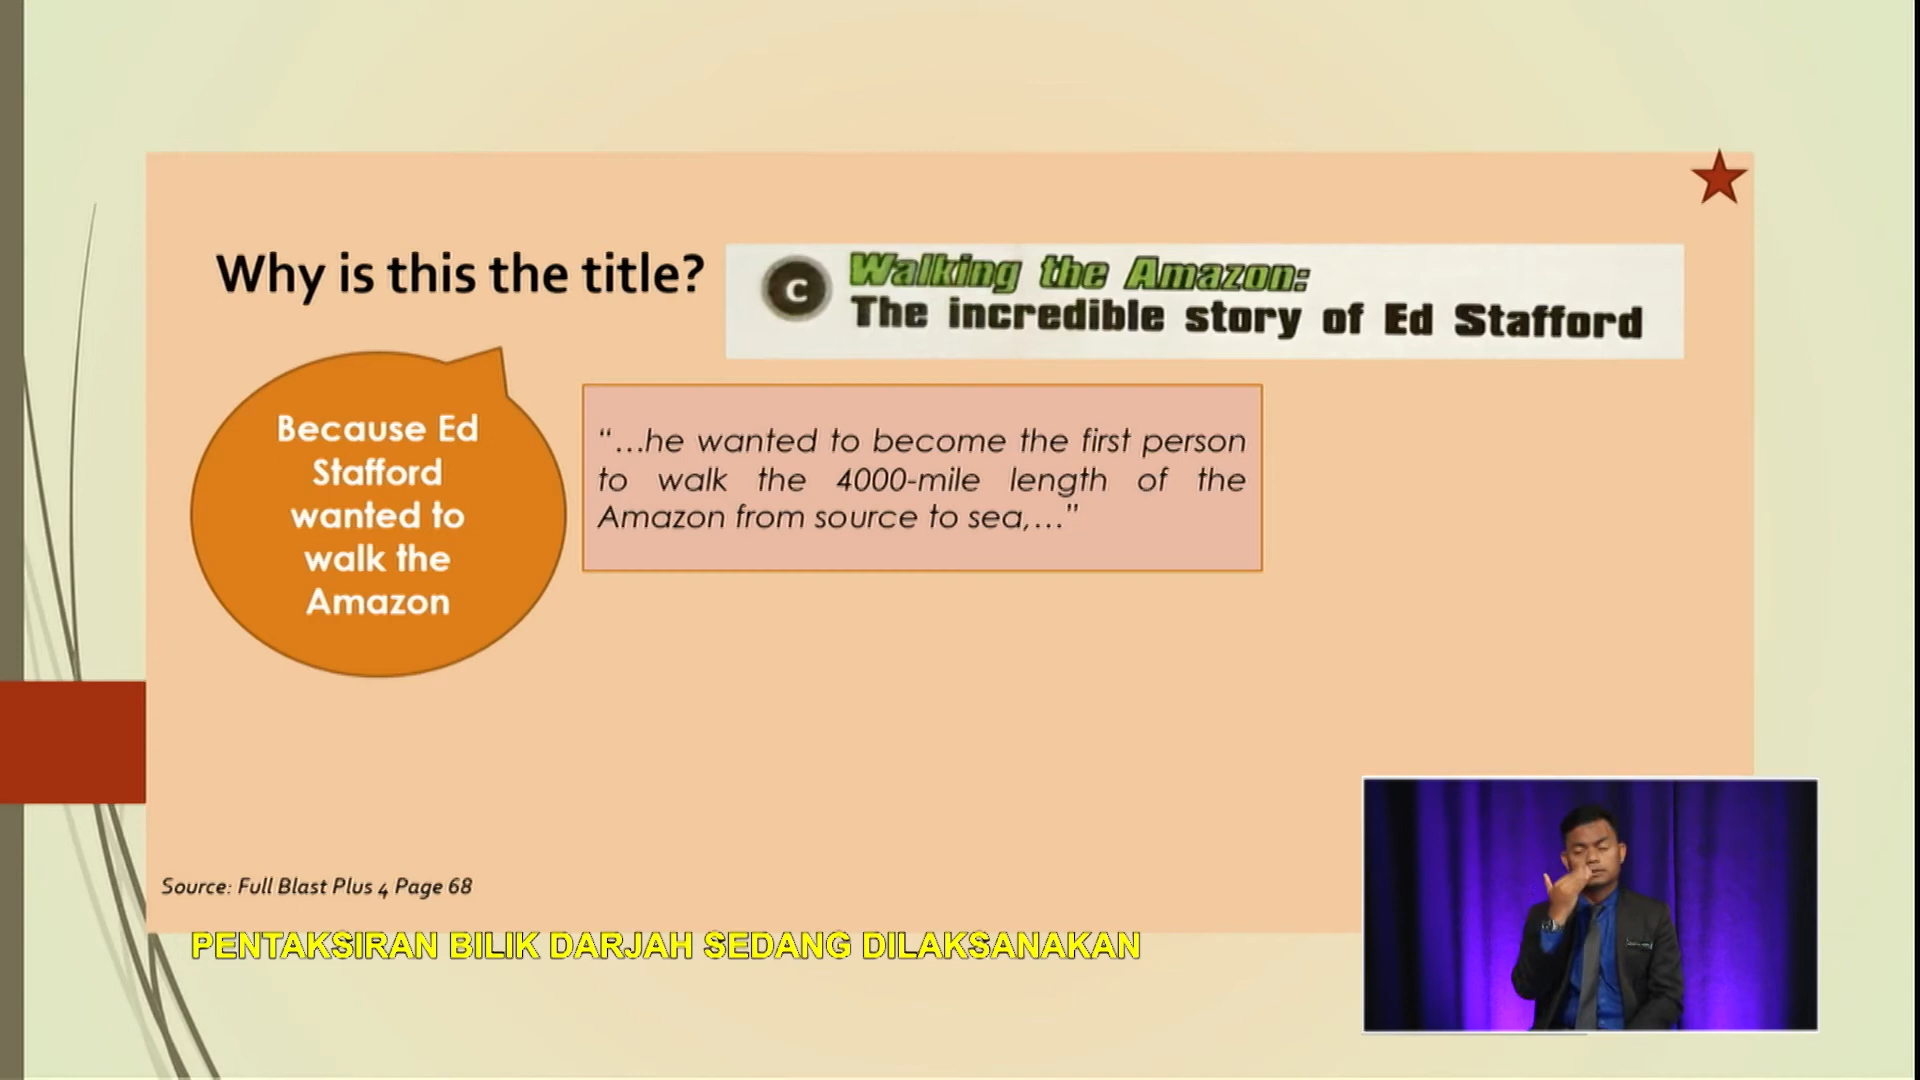 Why is this the title?
C
Walking the Amazon:
The incredible story of Ed Stafford
Because Ed
Stafford
wanted to
walk the
Amazon
“…he wanted to become the first person
to walk the 4000-mile length of the
Amazon from source to sea,…”
Source: Full Blast Plus 4 Page 68
PENTAKSIRAN BILIK DARJAH SEDANG DILAKSANAKAN